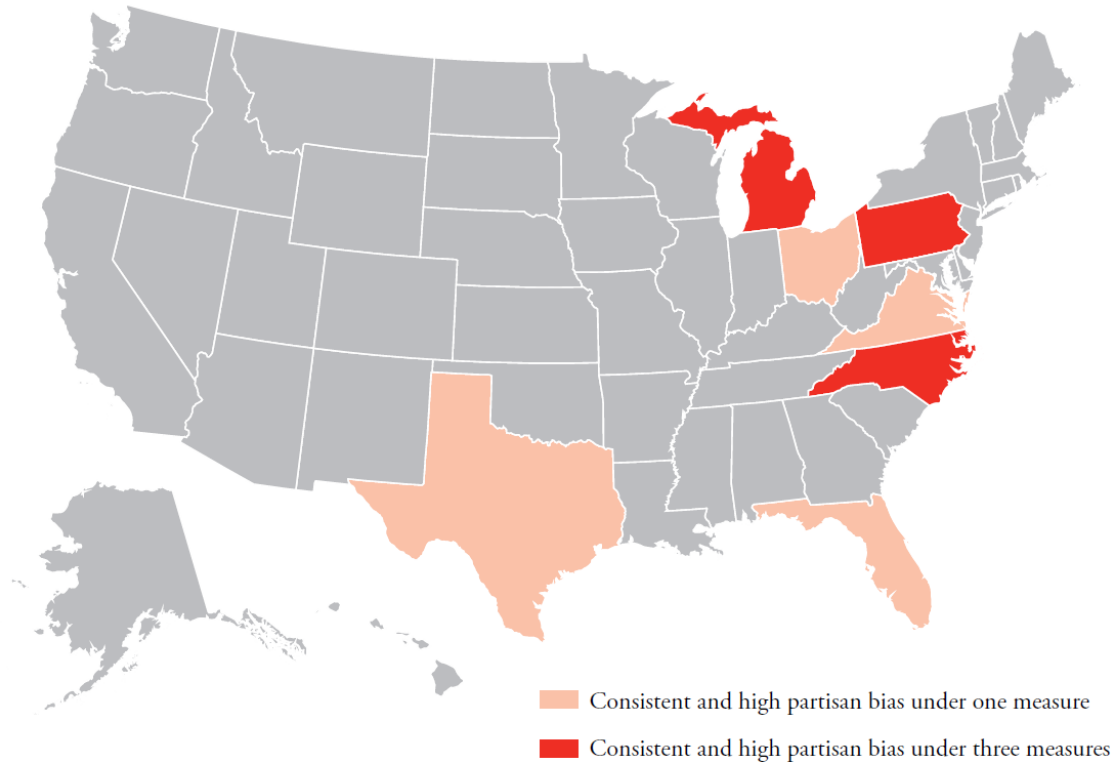 Consistent and high partisan bias under one measure
Consistent and high partisan bias under three measures